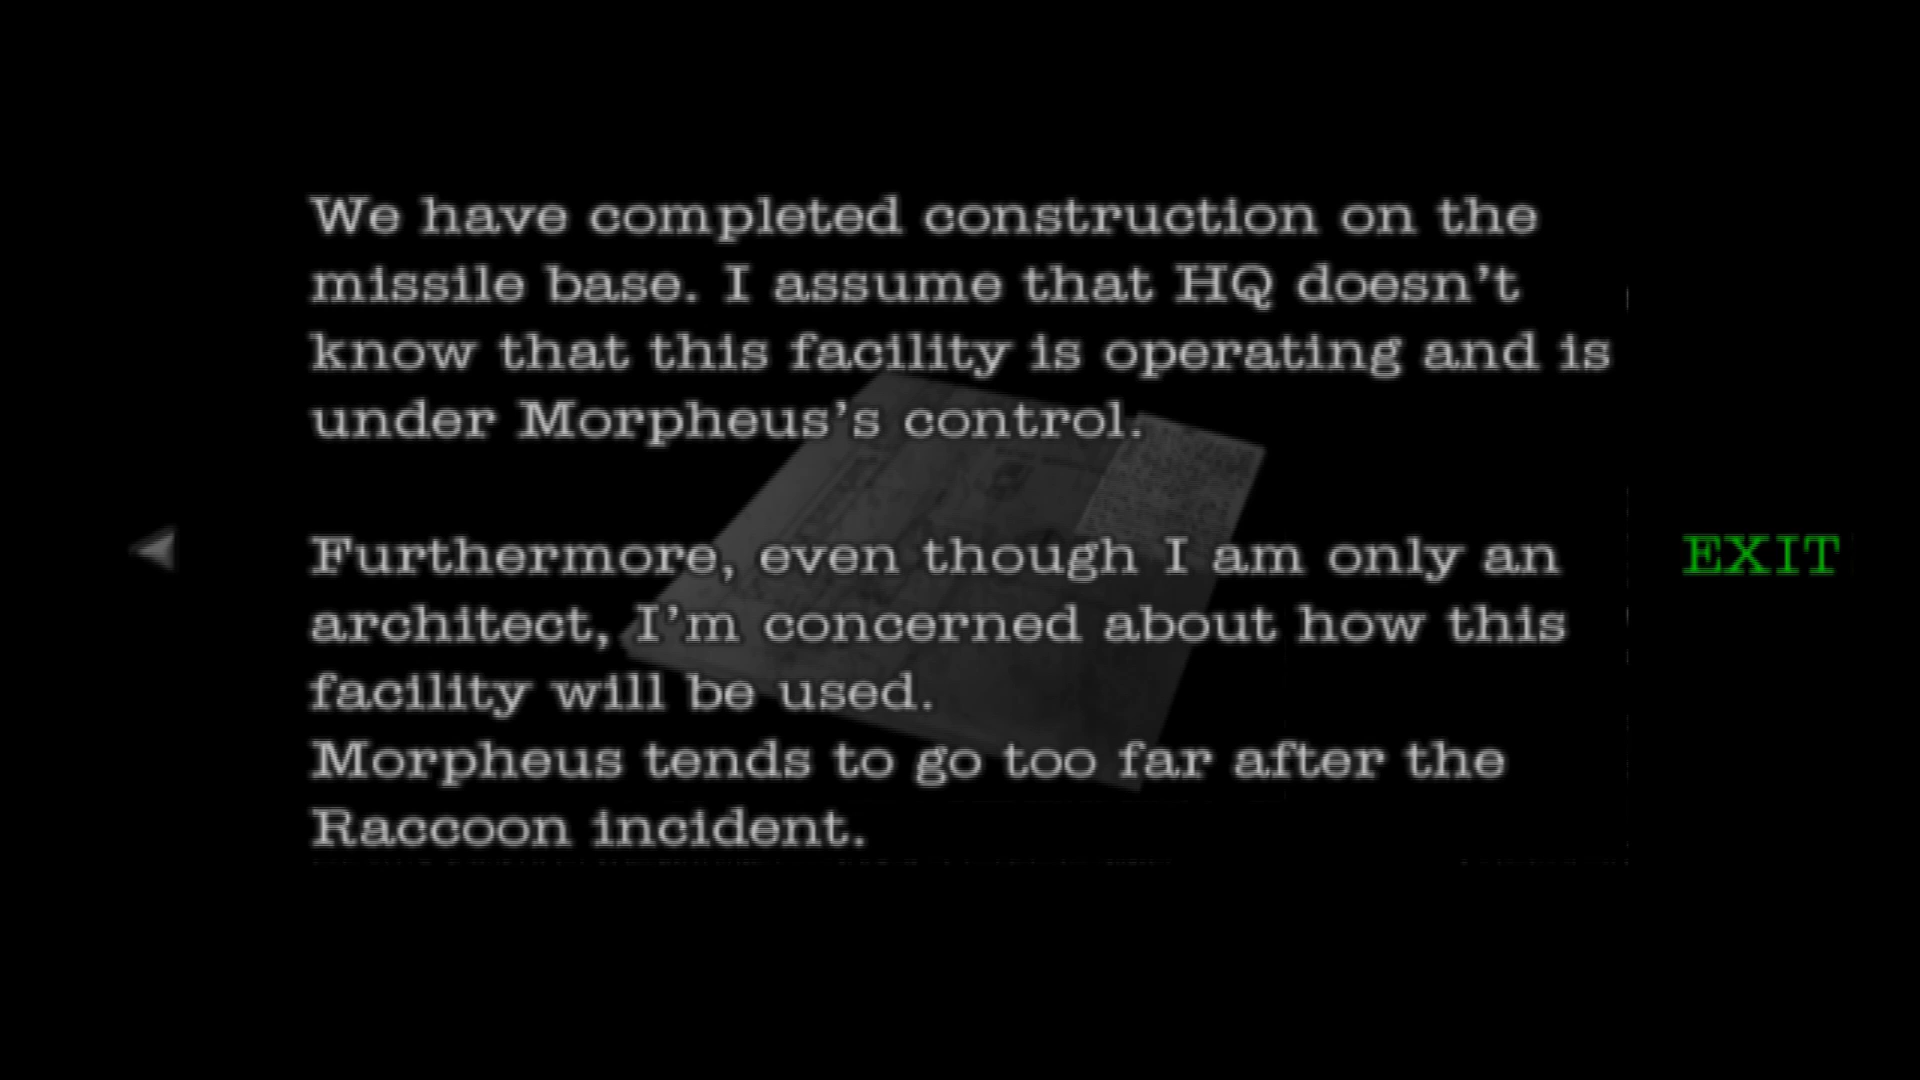 We have completed construction on the
missile base. I assume that HQ doesn't
know that this facility is operating and is
under Morpheus's control.
Furthermore, even though I am only an
architect, I'm concerned about how this
facility will be used.
Morpheus tends to go too far after the
Raccoon incident.
EXIT